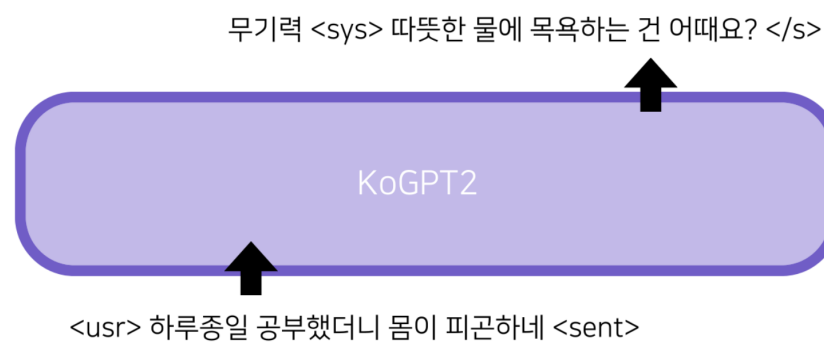 무기력 <sys> 따뜻한 물에 목욕하는 건 어때요? </s>
KoGPT2
<usr> 하루종일 공부했더니 몸이 피곤하네 <sent>